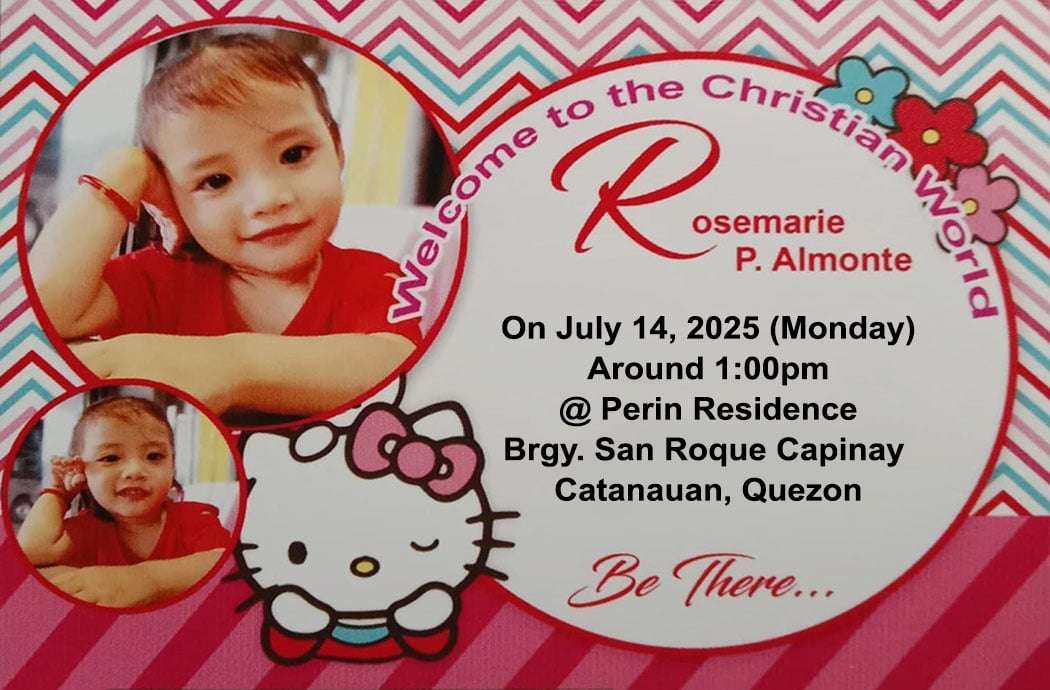 Welcome to the Christian World
Rosemarie
P. Almonte
On July 14, 2025 (Monday)
Around 1:00pm
@ Perin Residence
Brgy. San Roque Capinay
Catanauan, Quezon
Be There...